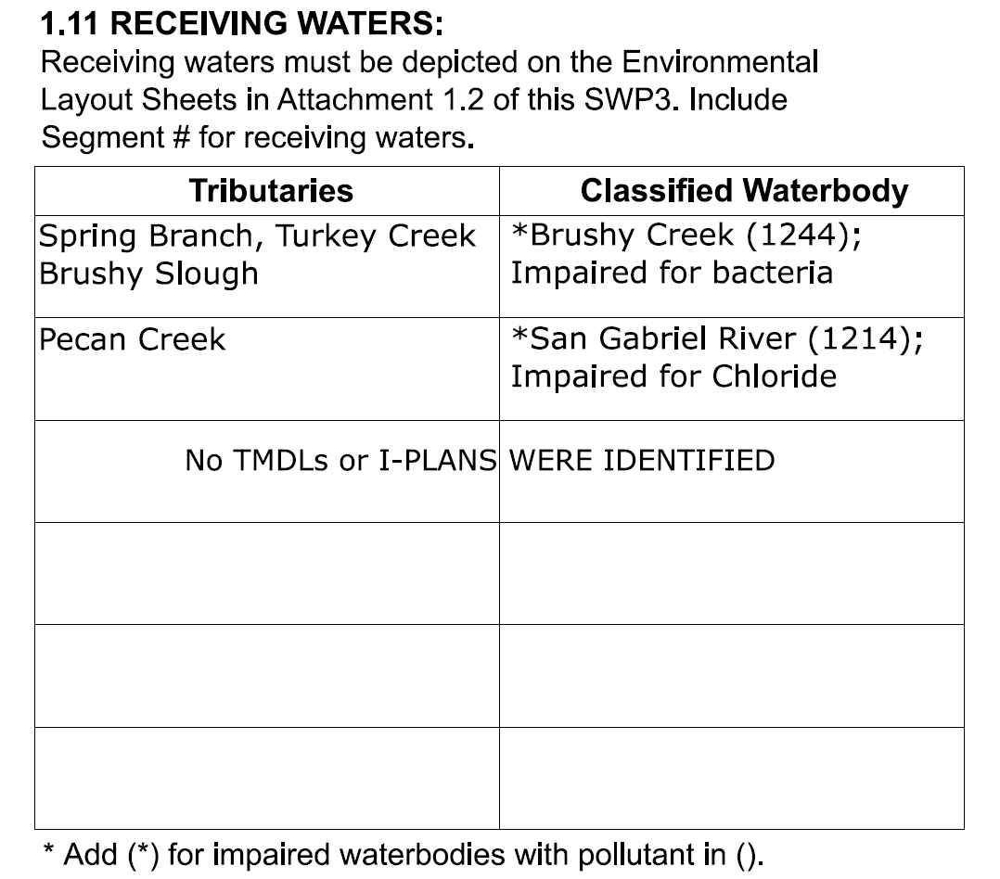 1.11 RECEIVING WATERS:
Receiving waters must be depicted on the Environmental
Layout Sheets in Attachment 1.2 of this SWP3. Include
Segment # for receiving waters.
Tributaries
Classified Waterbody
Spring Branch, Turkey Creek
Brushy Slough
*Brushy Creek (1244);
Impaired for bacteria
Pecan Creek
*San Gabriel River (1214);
Impaired for Chloride
No TMDLs or I-PLANS WERE IDENTIFIED
* Add (*) for impaired waterbodies with pollutant in ().